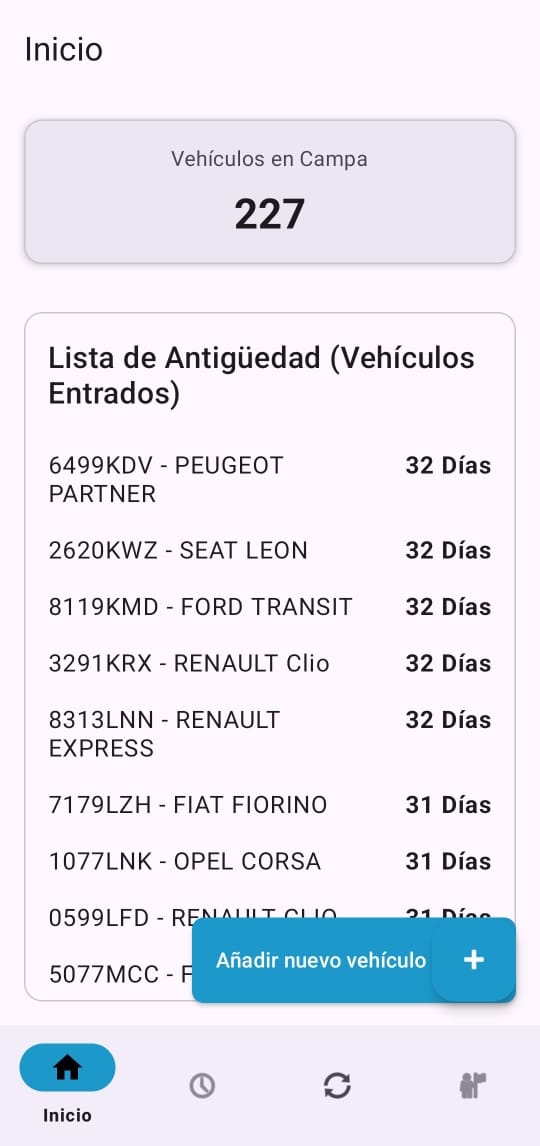 Inicio
Vehículos en Campa
227
Lista de Antigüedad (Vehículos
Entrados)
6499KDV - PEUGEOT
PARTNER
32 Días
2620KWZ - SEAT LEON
32 Días
8119KMD - FORD TRANSIT
32 Días
3291KRX - RENAULT Clio
32 Días
8313LNN - RENAULT
EXPRESS
32 Días
7179LZH - FIAT FIORINO
31 Días
1077LNK - OPEL CORSA
31 Días
0599LFD - RENAULT CLIO
31 Días
5077MCC -
Añadir nuevo vehículo +
Inicio